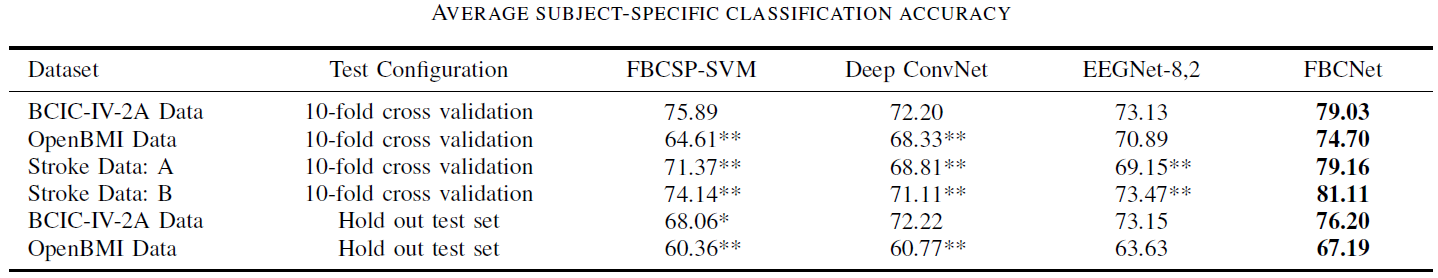 AVERAGE SUBJECT-SPECIFIC CLASSIFICATION ACCURACY
Dataset Test Configuration FBCSP-SVM Deep ConvNet EEGNet-8,2 FBCNet
BCIC-IV-2A Data 10-fold cross validation 75.89 72.20 73.13 79.03
OpenBMI Data 10-fold cross validation 64.61** 68.33** 70.89 74.70
Stroke Data: A 10-fold cross validation 71.37** 68.81** 69.15** 79.16
Stroke Data: B 10-fold cross validation 74.14** 71.11** 73.47** 81.11
BCIC-IV-2A Data Hold out test set 68.06* 72.22 73.15 76.20
OpenBMI Data Hold out test set 60.36** 60.77** 63.63 67.19